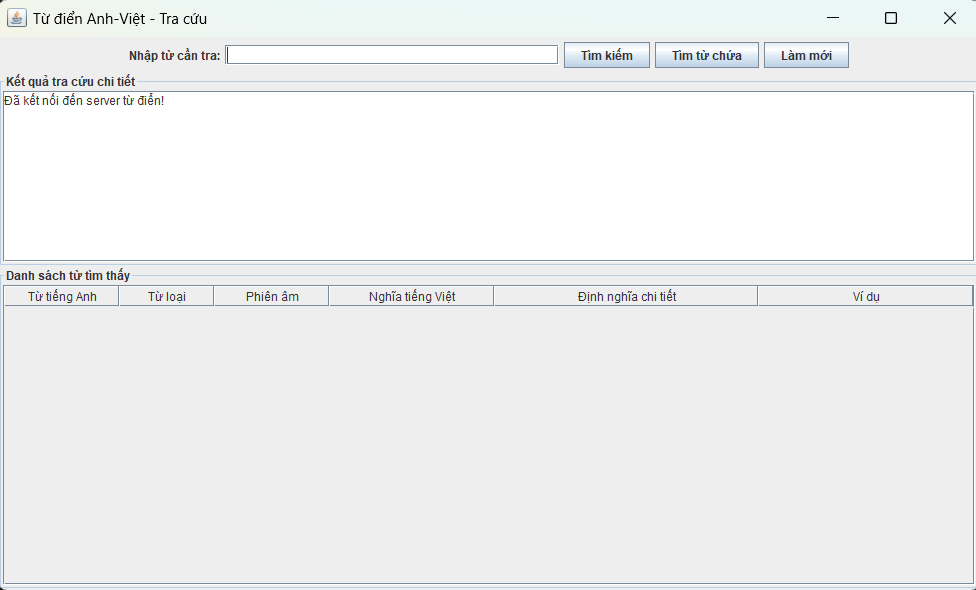 Từ điển Anh-Việt - Tra cứu
Nhập từ cần tra: Tìm kiếm Tìm từ chứa Làm mới
Kết quả tra cứu chi tiết
Đã kết nối đến server từ điển!
Danh sách từ tìm thấy
Từ tiếng Anh Từ loại Phiên âm Nghĩa tiếng Việt Định nghĩa chi tiết Ví dụ